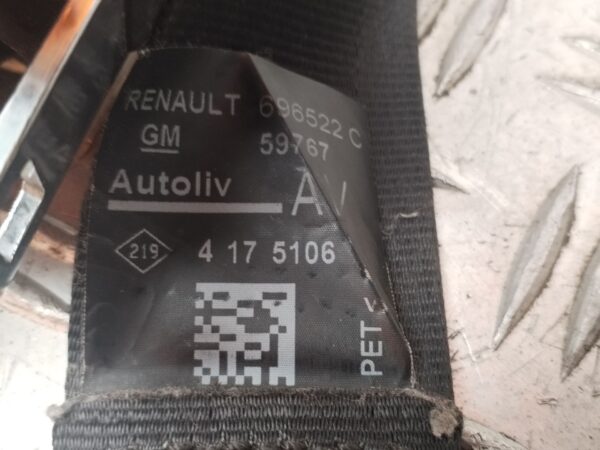 RENAULT 696522 C
GM 59767
Autoliv A
219 4 17 5106
PET <